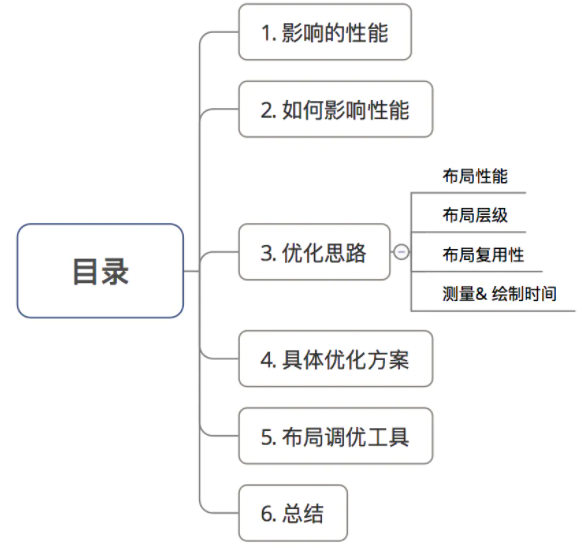 1. 影响的性能
2. 如何影响性能
布局性能
布局层级
3. 优化思路
布局复用性
目录
测量& 绘制时间
4. 具体优化方案
5. 布局调优工具
6. 总结